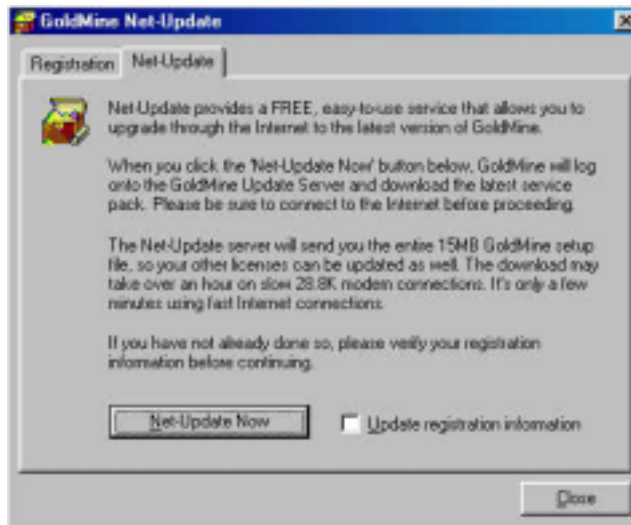 GoldMine Net-Update
Registration Net-Update
Net-Update provides a FREE, easy-to-use service that allows you to
upgrade through the Internet to the latest version of GoldMine.
When you click the 'Net-Update Now' button below, GoldMine will log
onto the GoldMine Update Server and download the latest service
pack. Please be sure to connect to the Internet before proceeding.
The Net-Update server will send you the entire 15MB GoldMine setup
file, so your other licenses can be updated as well. The download may
take over an hour on slow 28.8K modem connections. It's only a few
minutes using fast Internet connections.
If you have not already done so, please verify your registration
information before continuing.
Net-Update Now Update registration information
Close